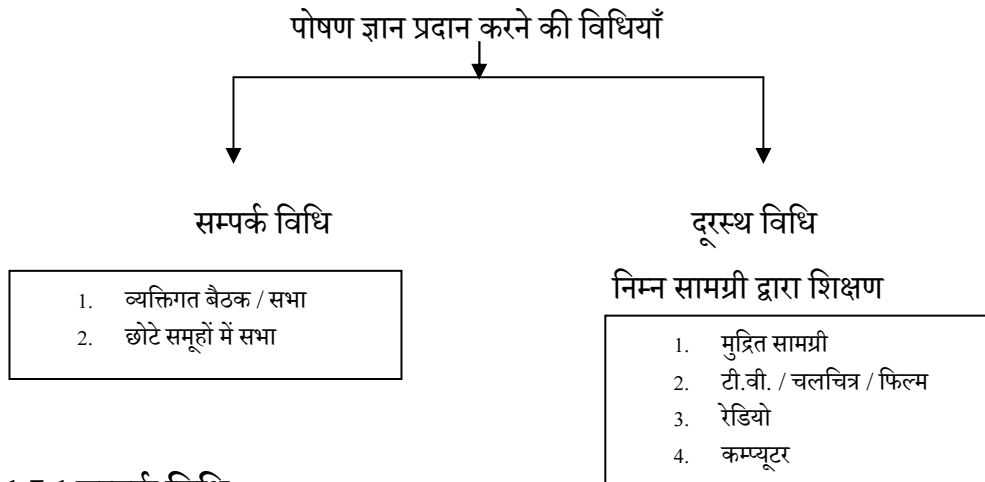 पोषण ज्ञान प्रदान करने की विधियाँ
सम्पर्क विधि
1. व्यक्तिगत बैठक / सभा
2. छोटे समूहों में सभा
दूरस्थ विधि
निम्न सामग्री द्वारा शिक्षण
1. मुद्रित सामग्री
2. टी.वी. / चलचित्र / फिल्म
3. रेडियो
4. कम्प्यूटर